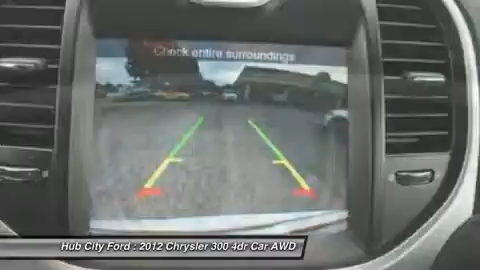 Check entire surroundings
Hub City Ford : 2012 Chrysler 300 4dr Car AWD